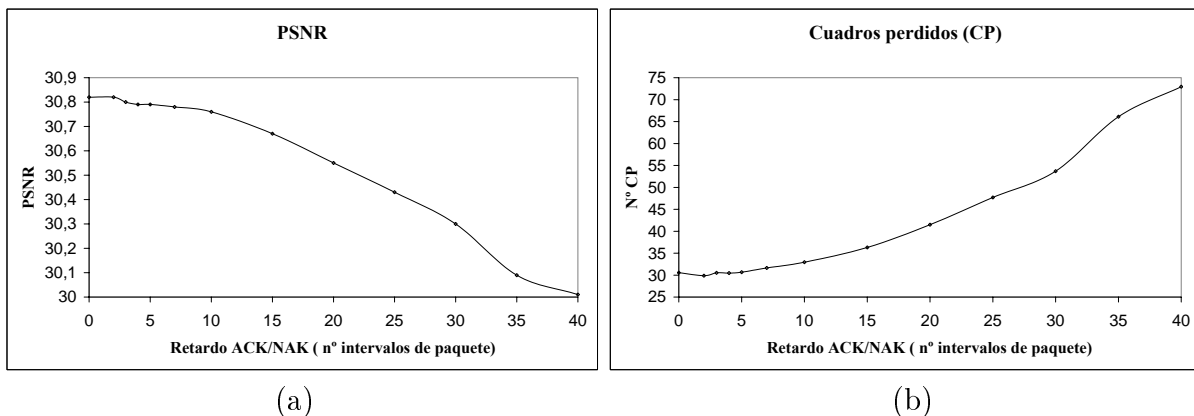 PSNR
30,9
30,8
30,7
30,6
30,5
30,4
30,3
30,2
30,1
30
PSNR
0 5 10 15 20 25 30 35 40
Retardo ACK/NAK ( nº intervalos de paquete)
(a)
Cuadros perdidos (CP)
75
70
65
60
55
50
45
40
35
30
25
Nº CP
0 5 10 15 20 25 30 35 40
Retardo ACK/NAK ( nº intervalos de paquete)
(b)